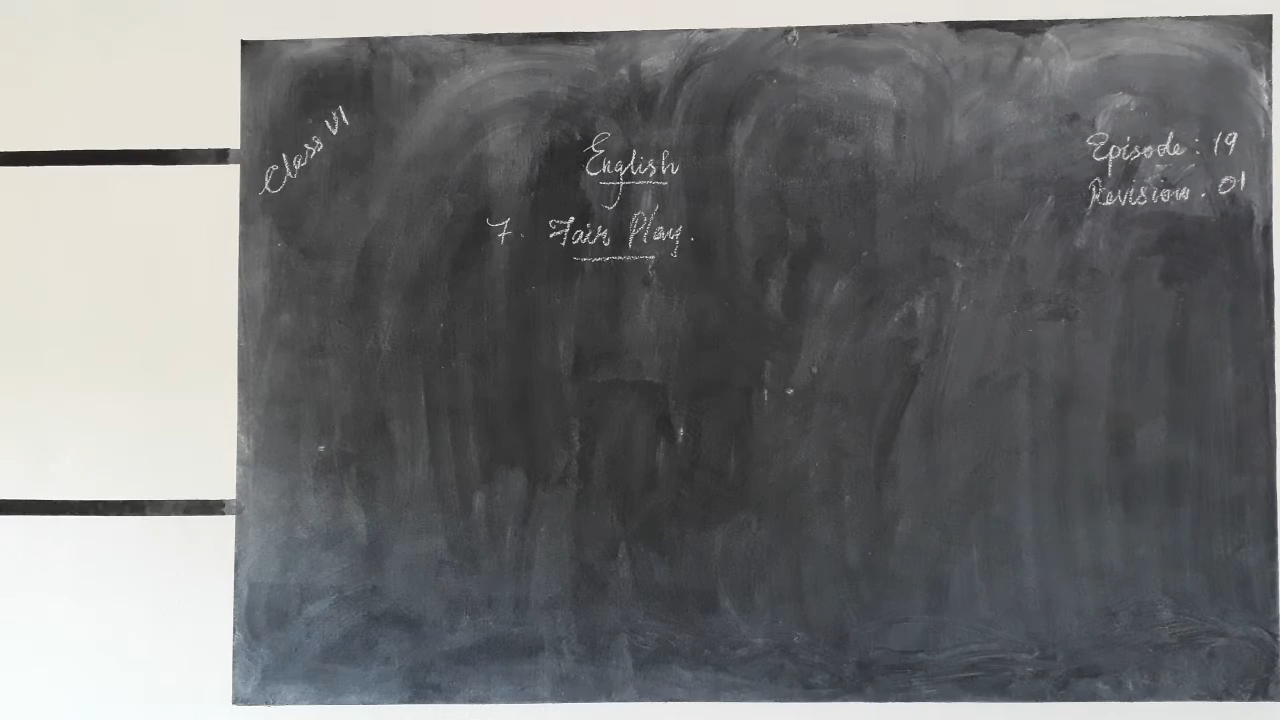 Class VI
English
Episode: 19
Revision. 01
7. Fair Play.